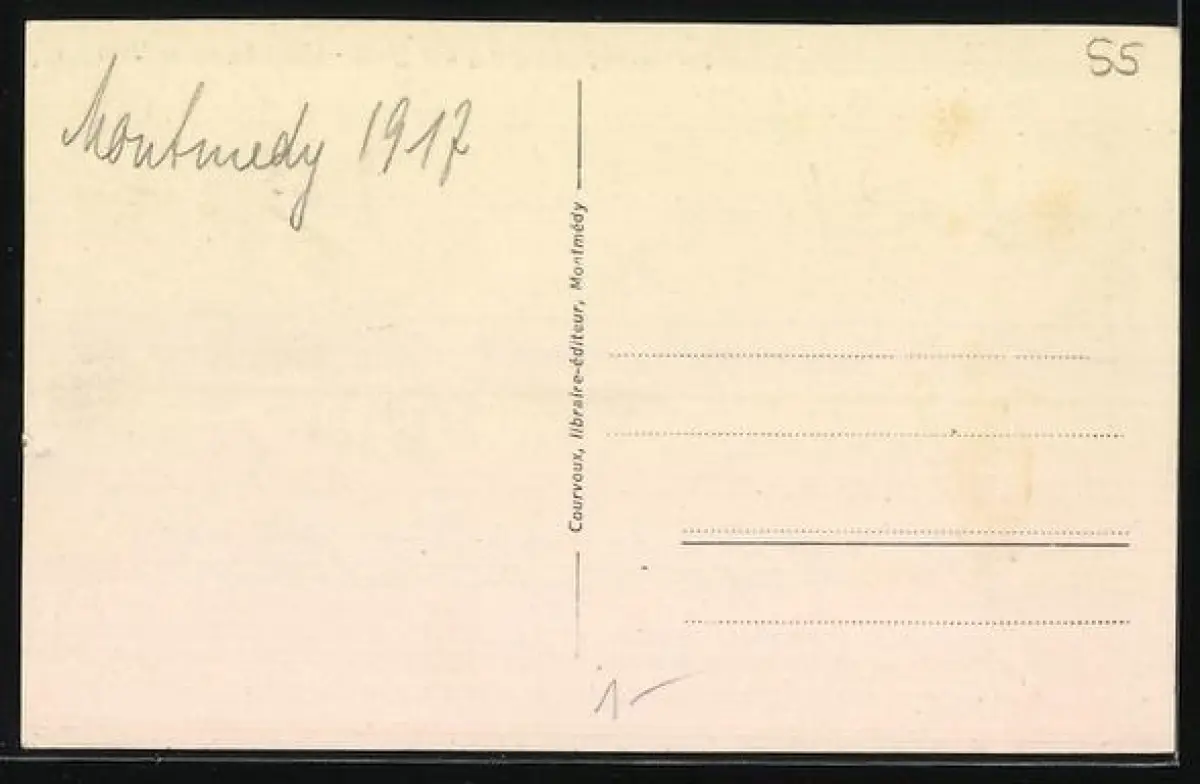 Montmedy 1917
55
Courvoux, libraire-éditeur, Montmédy
1-